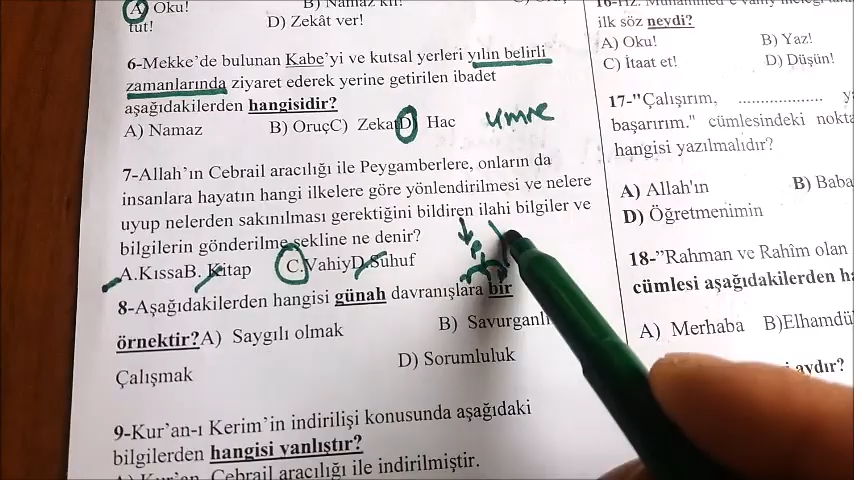 A) Oku!
B) Namaz kıl!
tut!
D) Zekât ver!
6-Mekke'de bulunan Kabe'yi ve kutsal yerleri yılın belirli
zamanlarında ziyaret ederek yerine getirilen ibadet
aşağıdakilerden hangisidir?
A) Namaz B) OruçC) Zekat D) Hac umre
7-Allah'ın Cebrail aracılığı ile Peygamberlere, onların da
insanlara hayatın hangi ilkelere göre yönlendirilmesi ve nelere
uyup nelerden sakınılması gerektiğini bildiren ilahi bilgiler ve
bilgilerin gönderilme şekline ne denir?
A.KıssaB. Kitap C.VahiyD.Suhuf
8-Aşağıdakilerden hangisi günah davranışlara bir
örnektir?A) Saygılı olmak B)
Çalışmak D) Sorumluluk
9-Kur'an-ı Kerim'in indirilişi konusunda aşağıdaki
bilgilerden hangisi yanlıştır?
A) Kur'an, Cebrail aracılığı ile indirilmiştir.
ilk söz nevdi?
A) Oku! B) Yaz!
C) İtaat et! D) Düşün!
17-"Çalışırım, ...................
başarırım." cümlesindeki
hangisi yazılmalıdır?
A) Allah'ın B)
D) Öğretmenimin
18-"Rahman ve Rahîm olan
cümlesi aşağıdakilerden
A) Merhaba
aydır?